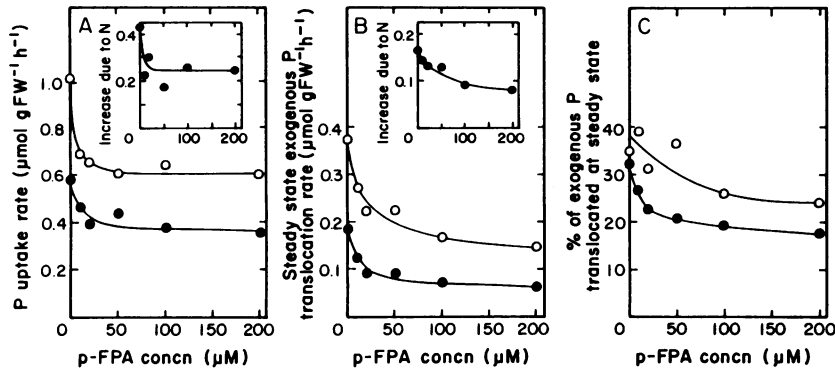 A
P uptake rate (μmol gFW⁻¹ h⁻¹)
1.0
0.8
0.6
0.4
0.2
0 50 100 150 200
p-FPA concn (μM)
Increase due to N
0.4
0.2
0 100 200
B
Steady state exogenous P
translocation rate (μmol gFW⁻¹h⁻¹)
0.4
0.3
0.2
0.1
0 50 100 150 200
p-FPA concn (μM)
Increase due to N
0.2
0.1
0 100 200
C
% of exogenous P
translocated at steady state
40
30
20
10
0 50 100 150 200
p-FPA concn (μM)